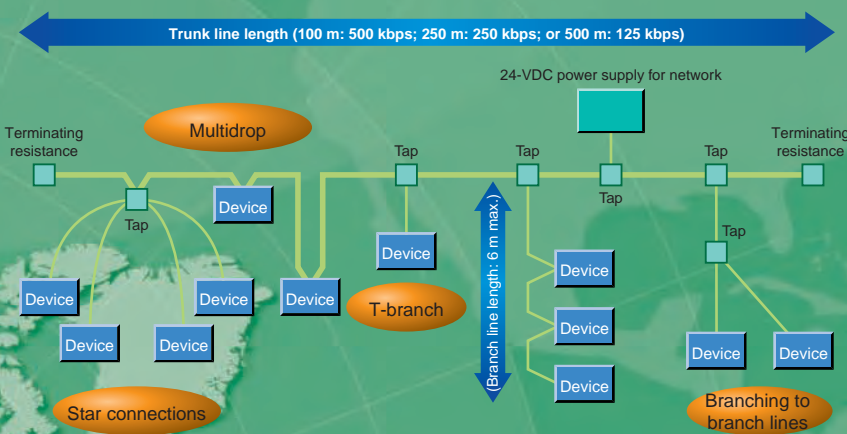 Trunk line length (100 m: 500 kbps; 250 m: 250 kbps; or 500 m: 125 kbps)
24-VDC power supply for network
Terminating
resistance
Multidrop
Tap
Tap
Tap
Terminating
resistance
Device
Tap
Tap
Tap
Device
Device
Device
Device
Device
Device
Device
T-branch
(Branch line length: 6 m max.)
Device
Device
Device
Device
Device
Star connections
Device
Branching to
branch lines